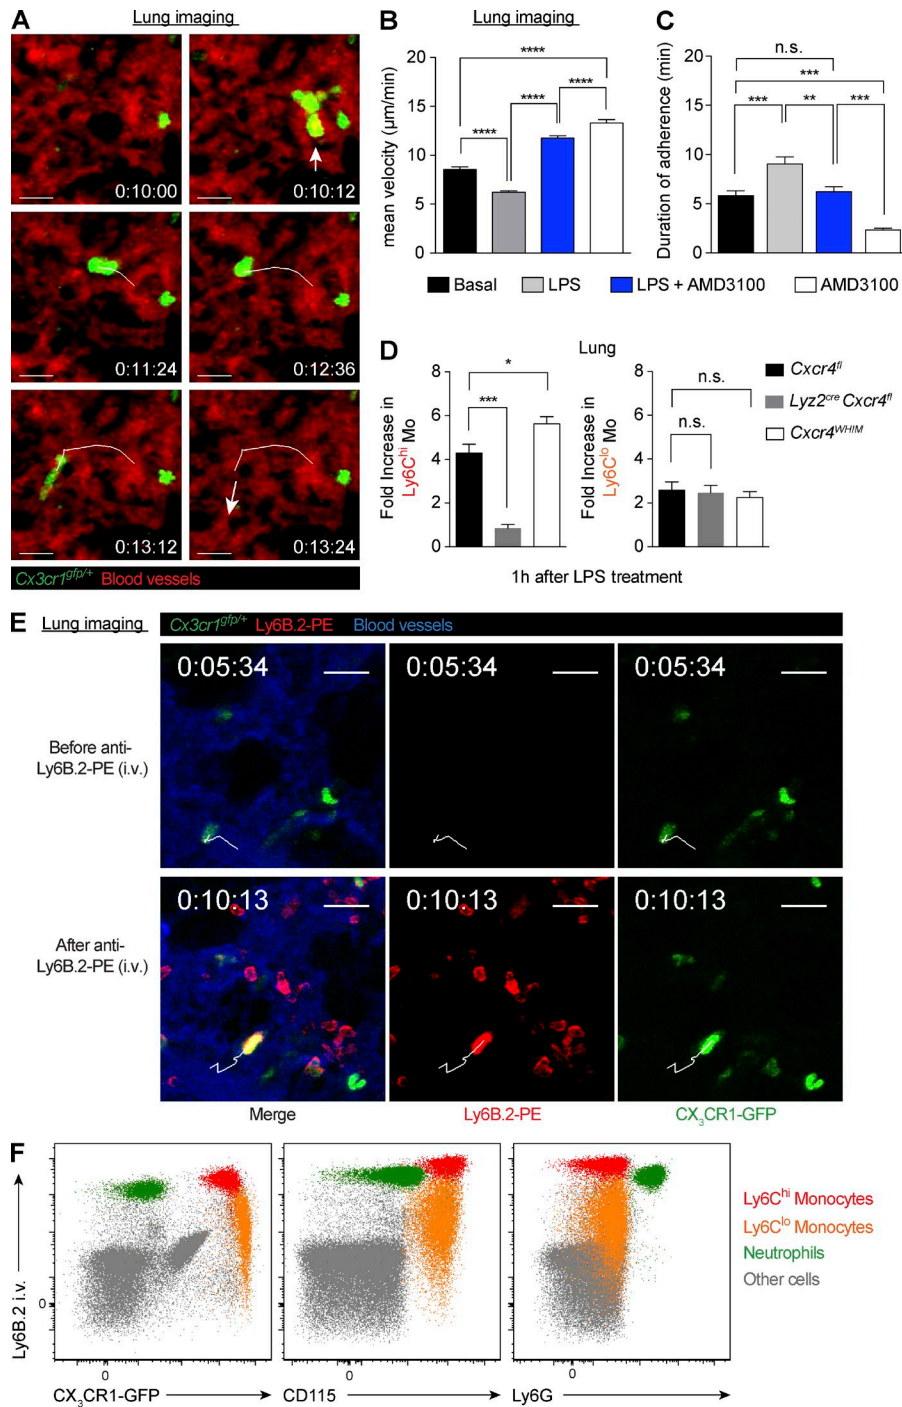 A
Lung imaging
0:10:00
0:10:12
0:11:24
0:12:36
0:13:12
0:13:24
Cx3cr1gfp/+ Blood vessels
B
Lung imaging
mean velocity (µm/min)
20
15
10
5
0
****
****
****
****
C
Duration of adherence (min)
20
15
10
5
0
n.s.
***
***
**
***
Basal
LPS
LPS + AMD3100
AMD3100
D
Lung
Fold Increase in
Ly6Chi Mo
8
6
4
2
0
*
***
Fold Increase in
Ly6Clo Mo
8
6
4
2
0
n.s.
n.s.
Cxcr4fl
Lyz2cre Cxcr4fl
Cxcr4WHIM
1h after LPS treatment
E
Lung imaging
Cx3cr1gfp/+ Ly6B.2-PE Blood vessels
Before anti-
Ly6B.2-PE (i.v.)
0:05:34
0:05:34
0:05:34
After anti-
Ly6B.2-PE (i.v.)
0:10:13
0:10:13
0:10:13
Merge
Ly6B.2-PE
CX3CR1-GFP
F
Ly6B.2 i.v.
0
0
0
0
CX3CR1-GFP
CD115
Ly6G
Ly6Chi Monocytes
Ly6Clo Monocytes
Neutrophils
Other cells